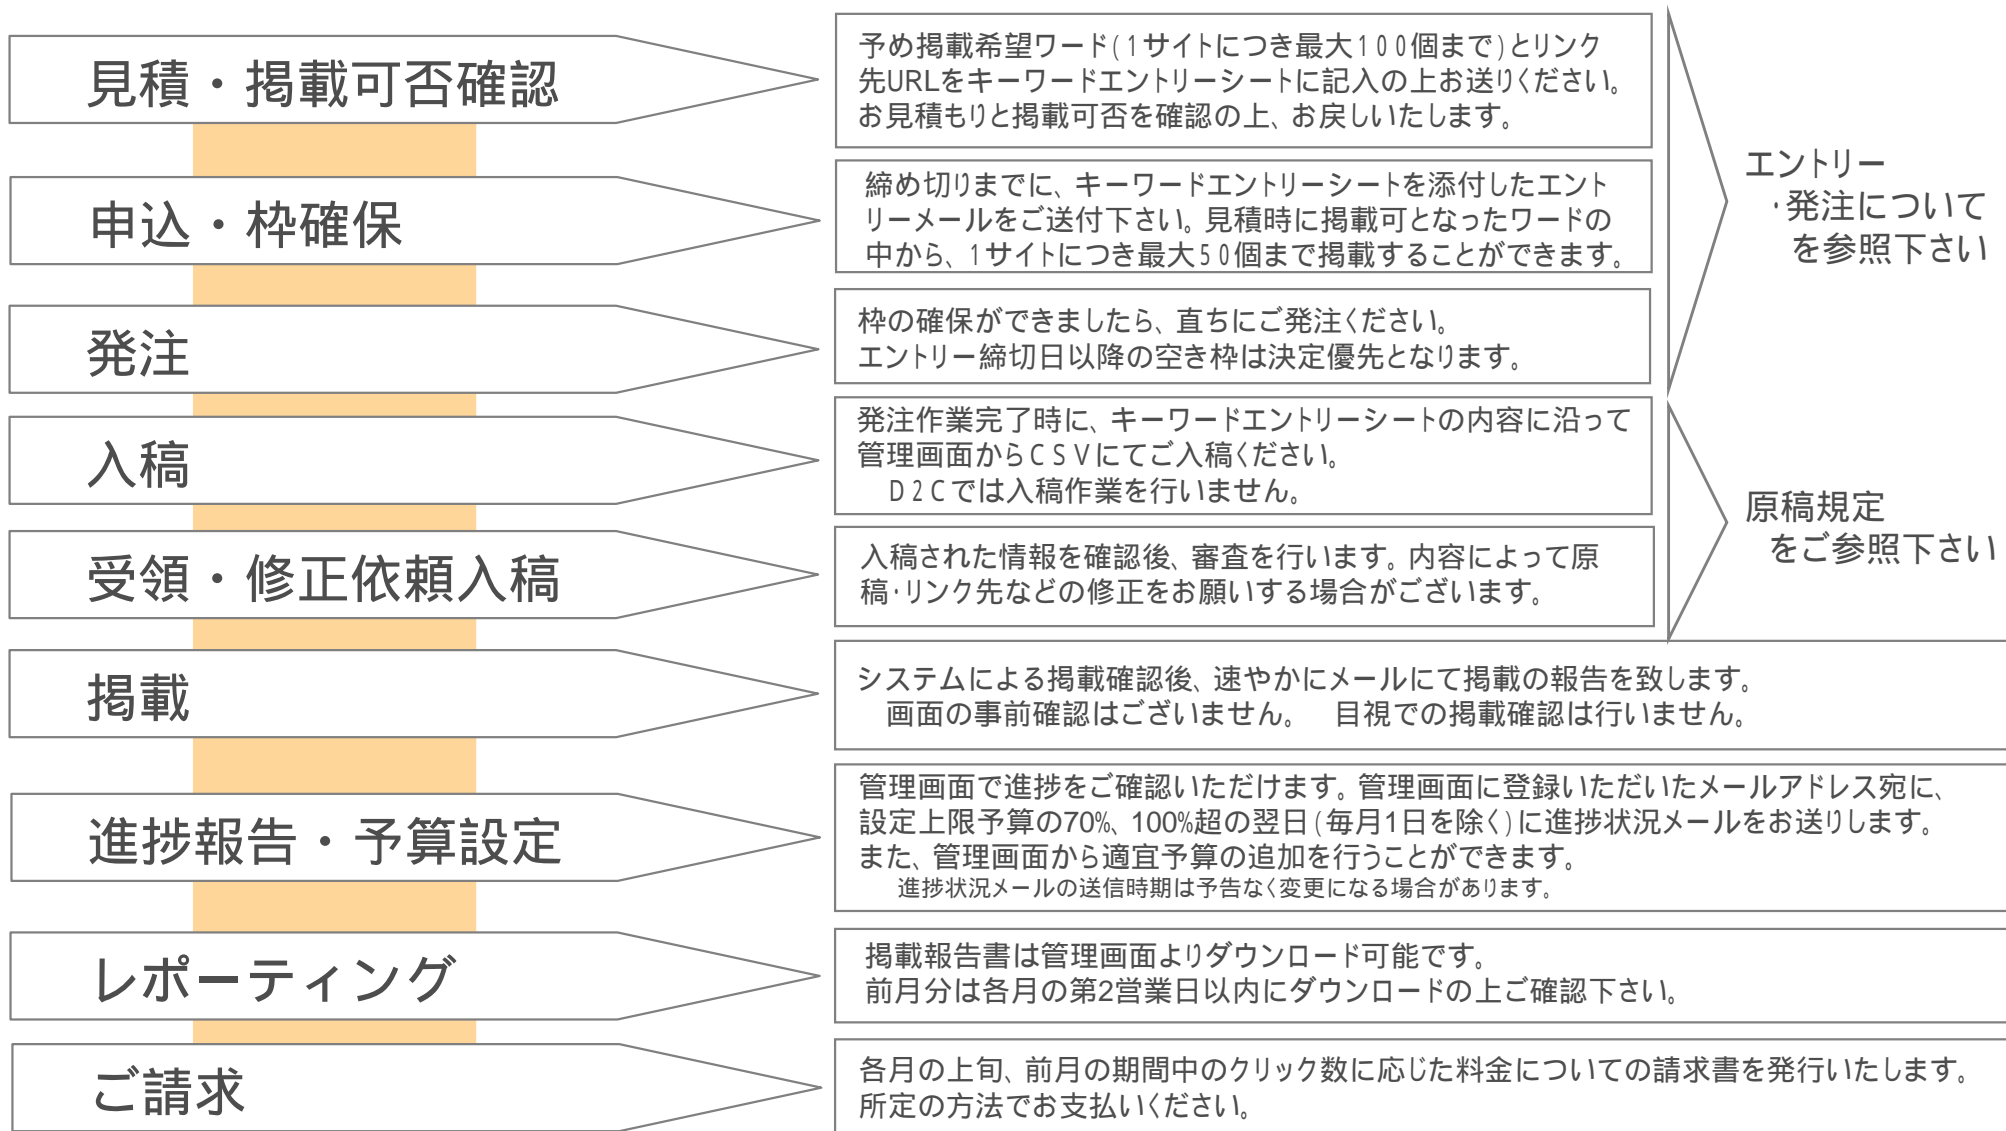 見積・掲載可否確認
予め掲載希望ワード(1サイトにつき最大100個まで)とリンク
先URLをキーワードエントリーシートに記入の上お送りください。
お見積もりと掲載可否を確認の上、お戻しいたします。
申込・枠確保
締め切りまでに、キーワードエントリーシートを添付したエント
リーメールをご送付下さい。見積時に掲載可となったワードの
中から、1サイトにつき最大50個まで掲載することができます。
発注
枠の確保ができましたら、直ちにご発注ください。
エントリー締切日以降の空き枠は決定優先となります。
エントリー
・発注について
を参照下さい
入稿
発注作業完了時に、キーワードエントリーシートの内容に沿って
管理画面からCSVにてご入稿ください。
D2Cでは入稿作業を行いません。
受領・修正依頼入稿
入稿された情報を確認後、審査を行います。内容によって原
稿・リンク先などの修正をお願いする場合がございます。
原稿規定
をご参照下さい
掲載
システムによる掲載確認後、速やかにメールにて掲載の報告を致します。
画面の事前確認はございません。　目視での掲載確認は行いません。
進捗報告・予算設定
管理画面で進捗をご確認いただけます。管理画面に登録いただいたメールアドレス宛に、
設定上限予算の70%、100%超の翌日(毎月1日を除く)に進捗状況メールをお送りします。
また、管理画面から適宜予算の追加を行うことができます。
進捗状況メールの送信時期は予告なく変更になる場合があります。
レポーティング
掲載報告書は管理画面よりダウンロード可能です。
前月分は各月の第2営業日以内にダウンロードの上ご確認下さい。
ご請求
各月の上旬、前月の期間中のクリック数に応じた料金についての請求書を発行いたします。
所定の方法でお支払いください。